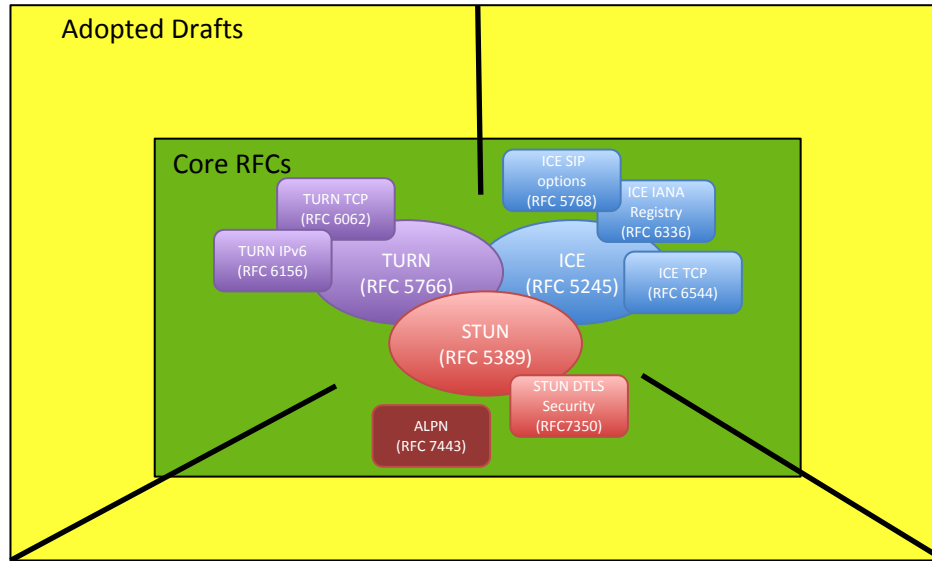 Adopted Drafts
Core RFCs
ICE SIP
options
(RFC 5768)
TURN TCP
(RFC 6062)
ICE IANA
Registry
(RFC 6336)
TURN IPv6
(RFC 6156)
TURN
(RFC 5766)
ICE
(RFC 5245)
ICE TCP
(RFC 6544)
STUN
(RFC 5389)
STUN DTLS
Security
(RFC7350)
ALPN
(RFC 7443)